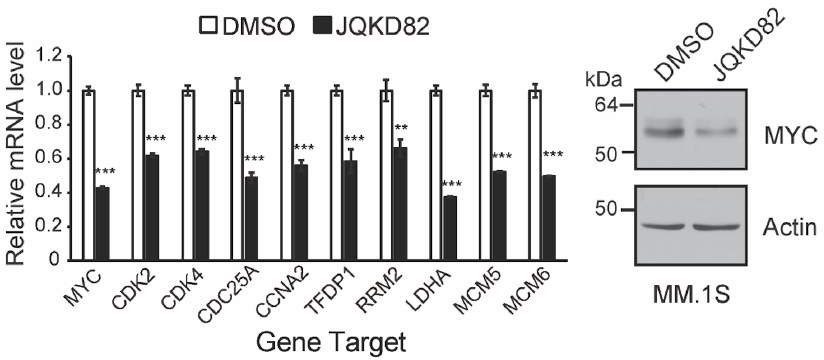 DMSO JQKD82
Relative mRNA level
1.2
1.0
0.8
0.6
0.4
0.2
0
***
***
***
***
***
***
**
***
***
***
MYC
CDK2
CDK4
CDC25A
CCNA2
TFDP1
RRM2
LDHA
MCM5
MCM6
Gene Target
DMSO
JQKD82
kDa
64
50
MYC
50
Actin
MM.1S